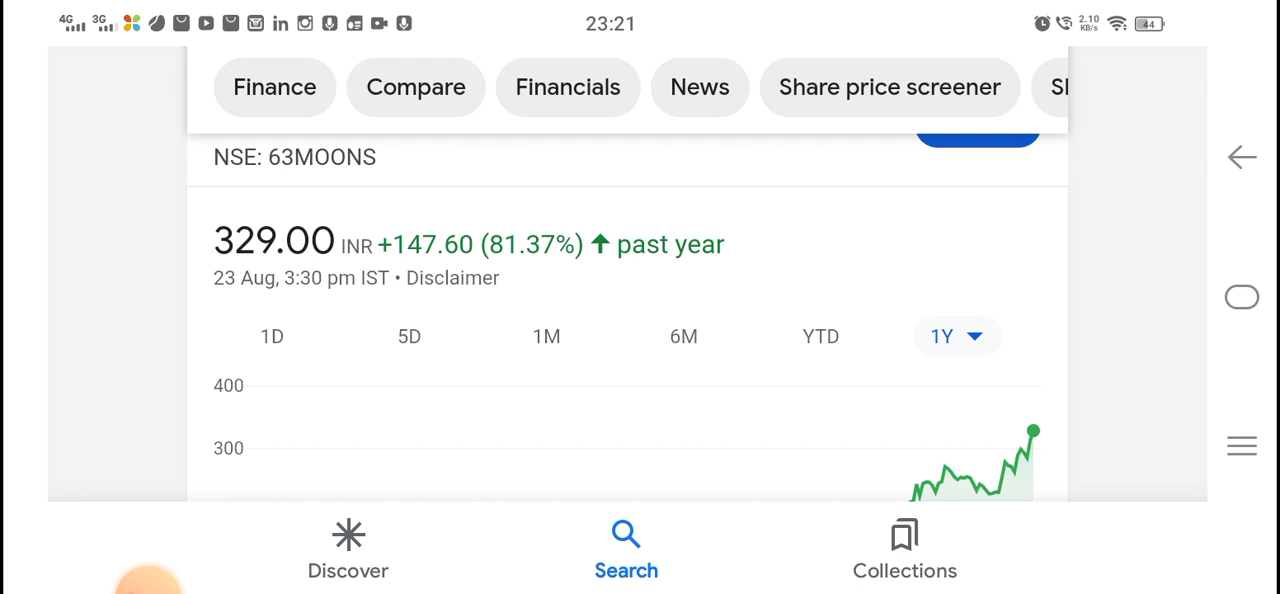 4G 3G 23:21 2.10 KB/s 44
Finance Compare Financials News Share price screener
NSE: 63MOONS
329.00 INR +147.60 (81.37%) ↑ past year
23 Aug, 3:30 pm IST • Disclaimer
1D 5D 1M 6M YTD 1Y
400
300
Discover Search Collections